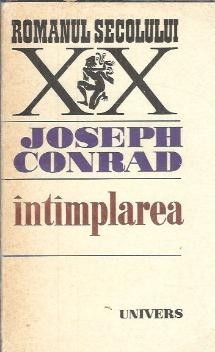 ROMANUL SECOLULUI
XX
JOSEPH
CONRAD
întîmplarea
UNIVERS